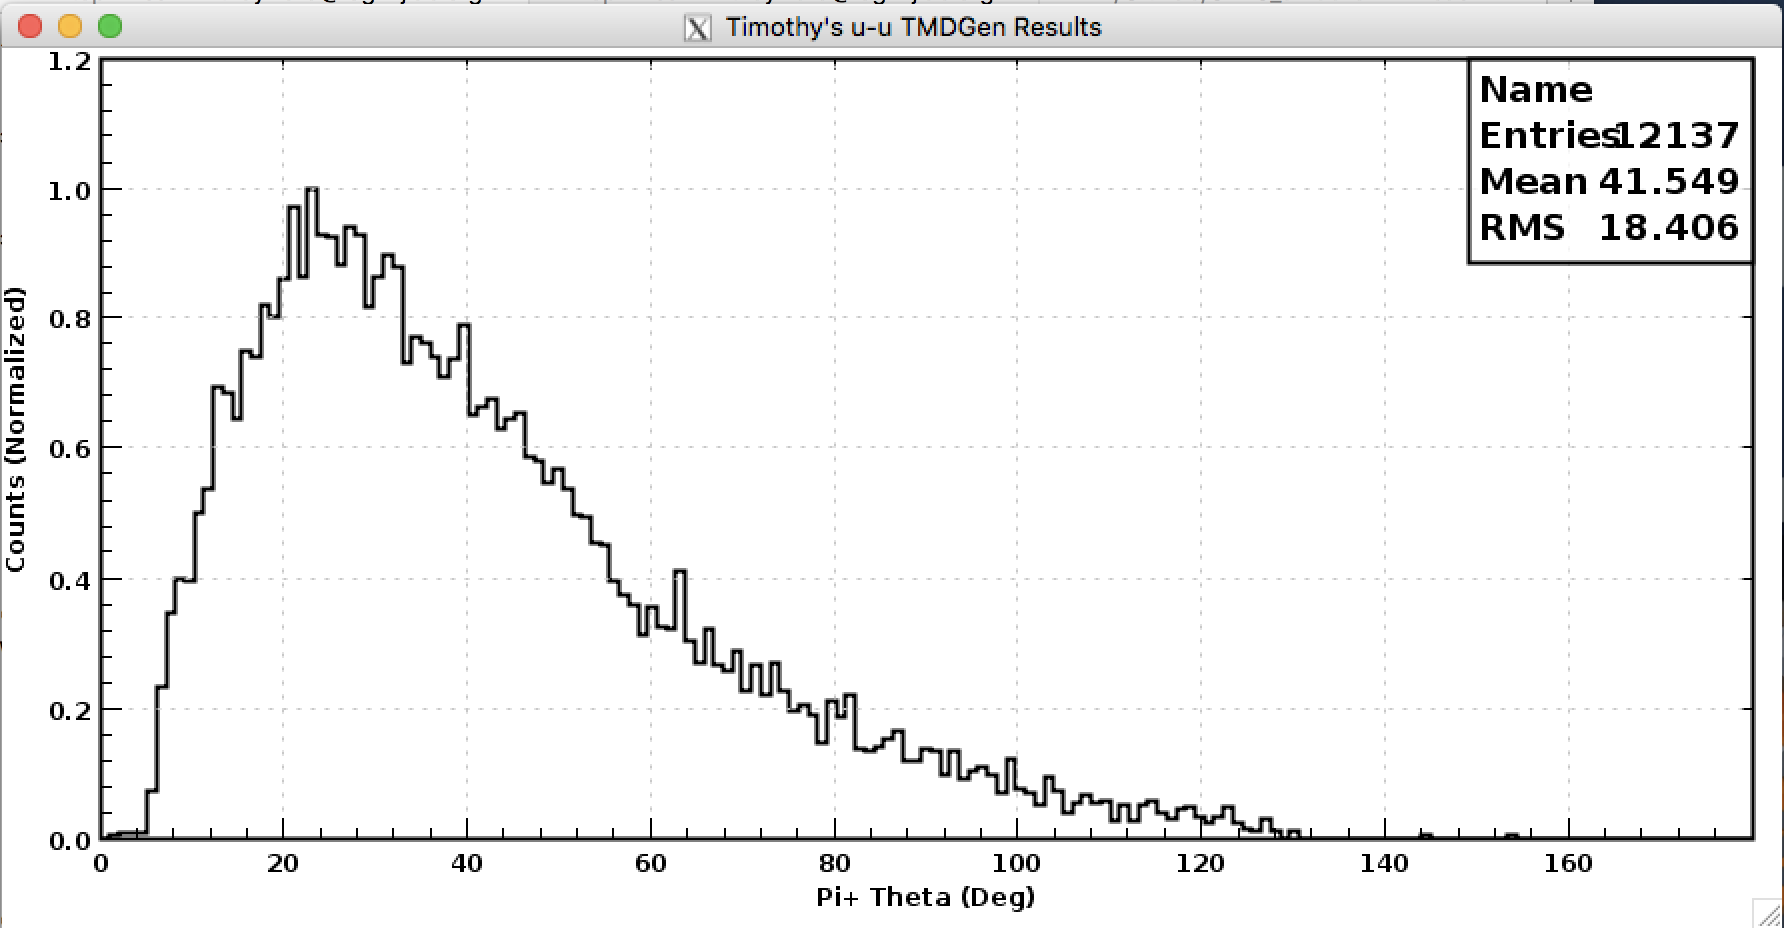 Timothy's u-u TMDGen Results
Name
Entries 12137
Mean 41.549
RMS 18.406
1.2
1.0
0.8
0.6
0.4
0.2
0.0
Counts (Normalized)
0 20 40 60 80 100 120 140 160
Pi+ Theta (Deg)